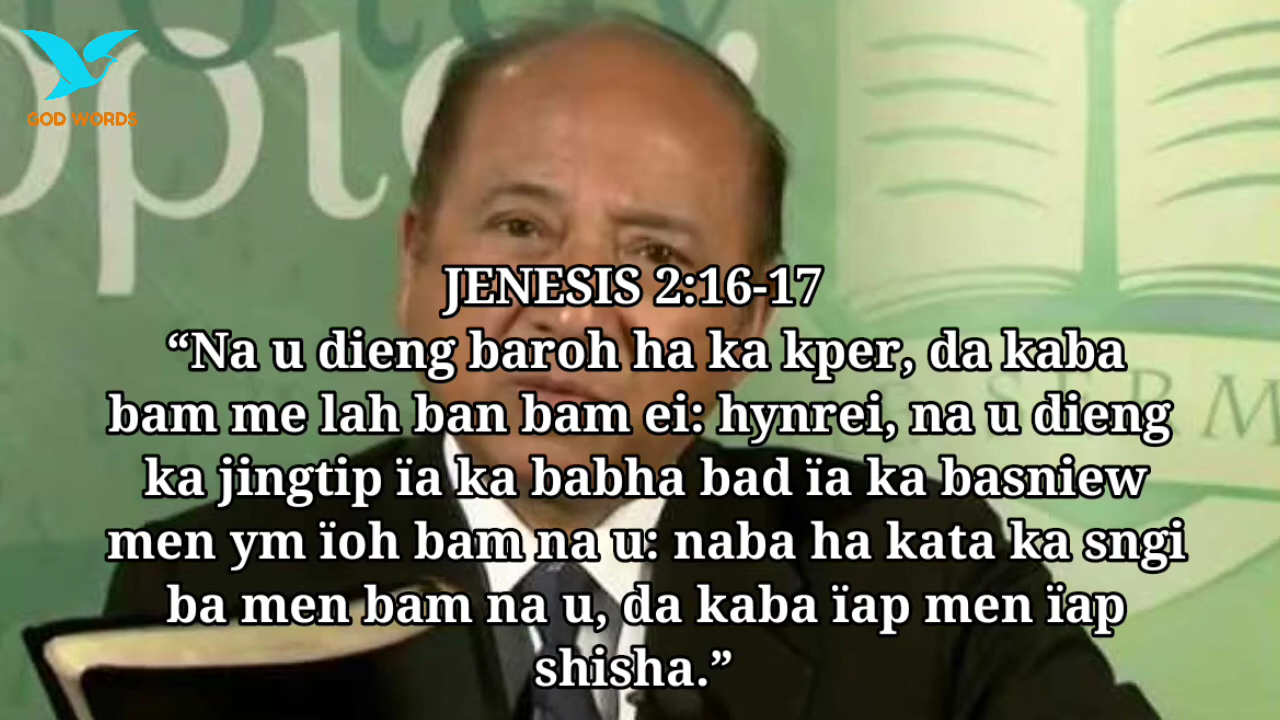 GOD WORDS
JENESIS 2:16-17
“Na u dieng baroh ha ka kper, da kaba
bam me lah ban bam ei: hynrei, na u dieng
ka jingtip ïa ka babha bad ïa ka basniew
men ym ïoh bam na u: naba ha kata ka sngi
ba men bam na u, da kaba ïap men ïap
shisha.”